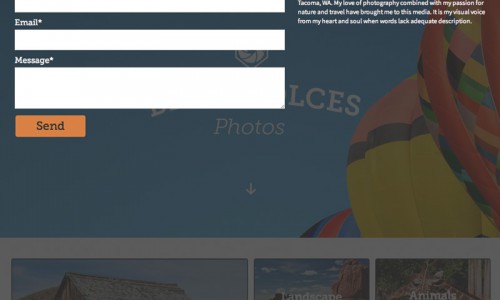 Tacoma, WA. My love of photography combined with my passion for
nature and travel have brought me to this media. It is my visual voice
from my heart and soul when words lack adequate description.
Email*
Message*
Send
Photos
Landscape
Animals